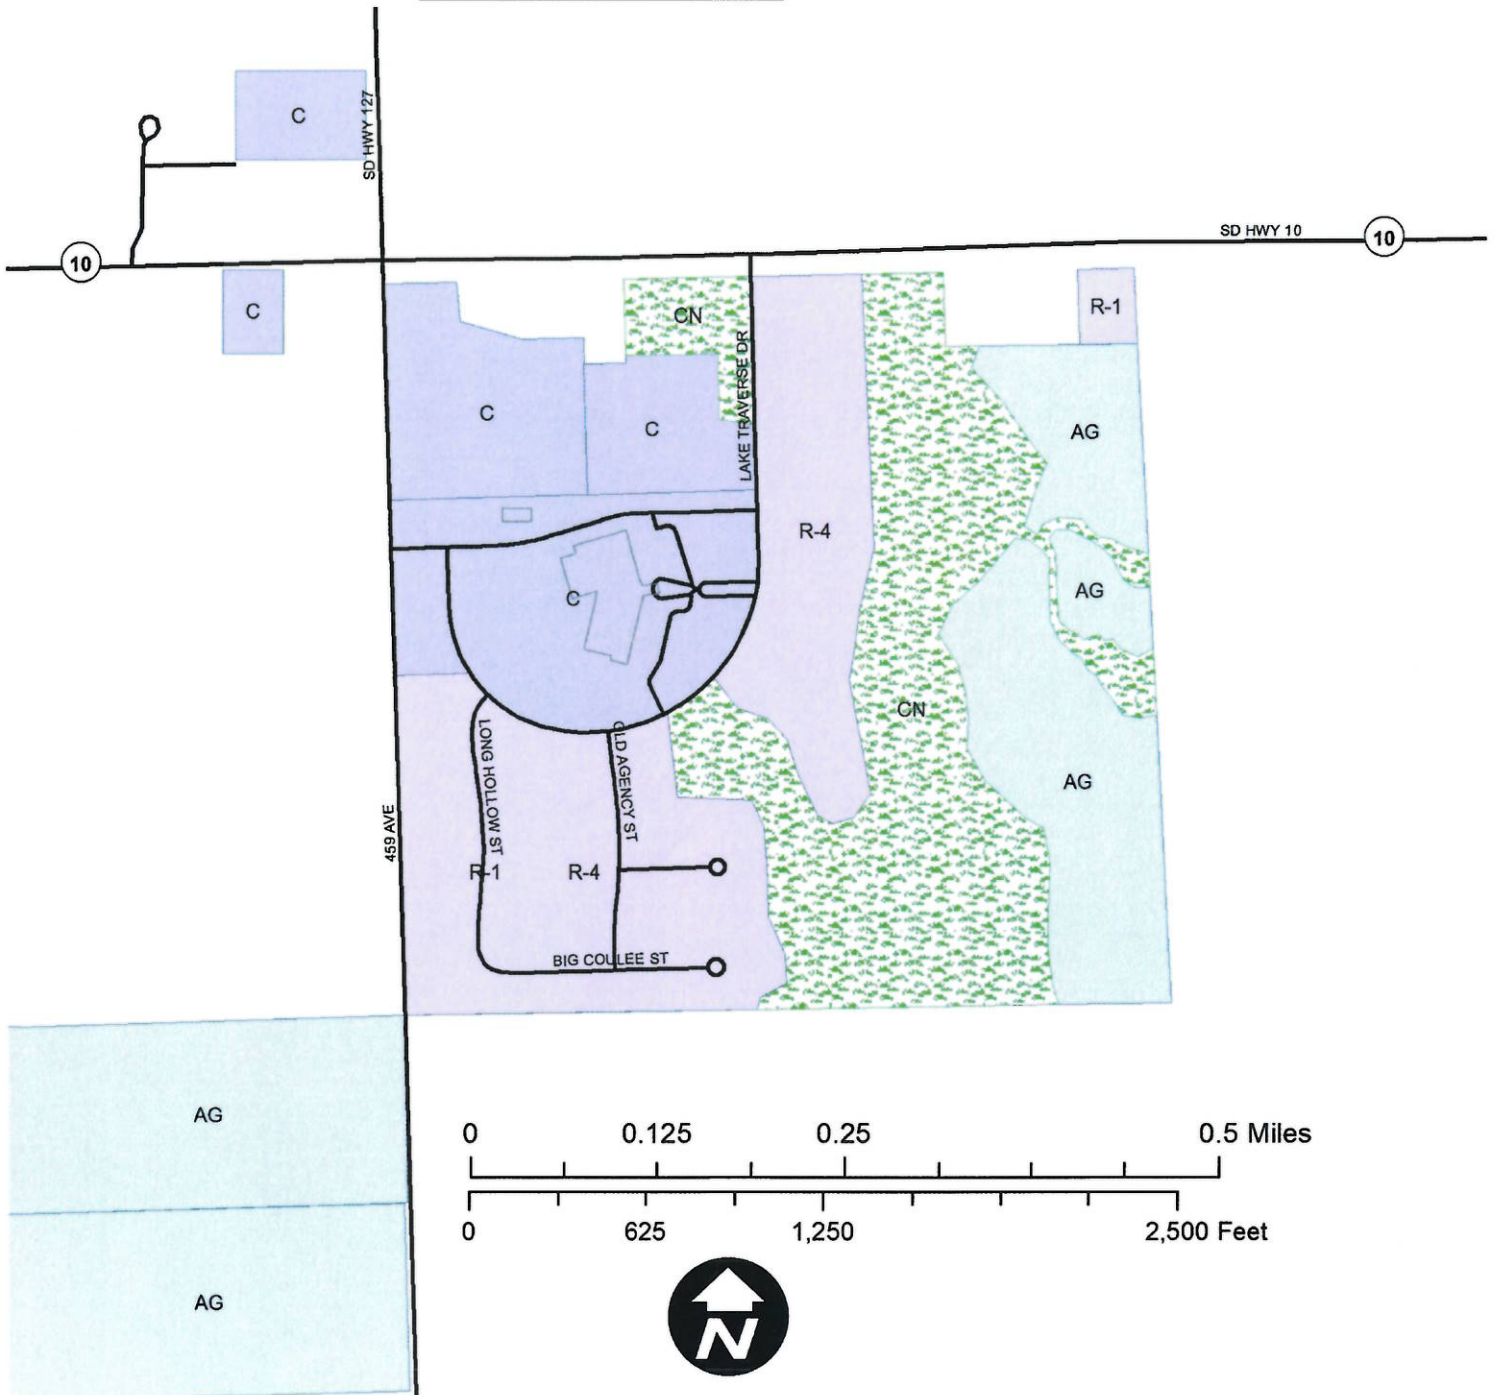 C
SD HWY 127
SD HWY 10
10
10
C
CN
R-1
LAKE TRAVERSE DR
C
C
AG
R-4
AG
C
CN
LONG HOLLOW ST
OLD AGENCY ST
AG
459 AVE
R-1
R-4
BIG COULEE ST
AG
0 0.125 0.25 0.5 Miles
0 625 1,250 2,500 Feet
AG
N